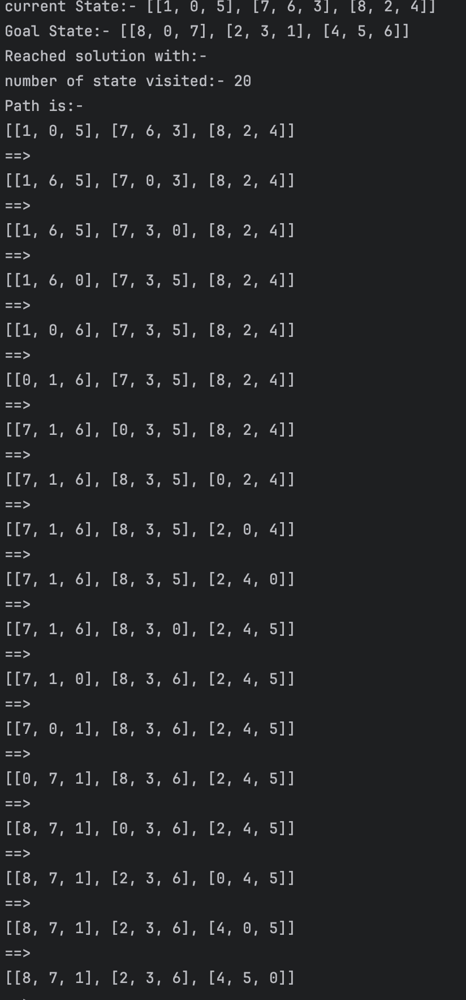 current State:- [[1, 0, 5], [7, 6, 3], [8, 2, 4]]
Goal State:- [[8, 0, 7], [2, 3, 1], [4, 5, 6]]
Reached solution with:-
number of state visited:- 20
Path is:-
[[1, 0, 5], [7, 6, 3], [8, 2, 4]]
==>
[[1, 6, 5], [7, 0, 3], [8, 2, 4]]
==>
[[1, 6, 5], [7, 3, 0], [8, 2, 4]]
==>
[[1, 6, 0], [7, 3, 5], [8, 2, 4]]
==>
[[1, 0, 6], [7, 3, 5], [8, 2, 4]]
==>
[[0, 1, 6], [7, 3, 5], [8, 2, 4]]
==>
[[7, 1, 6], [0, 3, 5], [8, 2, 4]]
==>
[[7, 1, 6], [8, 3, 5], [0, 2, 4]]
==>
[[7, 1, 6], [8, 3, 5], [2, 0, 4]]
==>
[[7, 1, 6], [8, 3, 5], [2, 4, 0]]
==>
[[7, 1, 6], [8, 3, 0], [2, 4, 5]]
==>
[[7, 1, 0], [8, 3, 6], [2, 4, 5]]
==>
[[7, 0, 1], [8, 3, 6], [2, 4, 5]]
==>
[[0, 7, 1], [8, 3, 6], [2, 4, 5]]
==>
[[8, 7, 1], [0, 3, 6], [2, 4, 5]]
==>
[[8, 7, 1], [2, 3, 6], [0, 4, 5]]
==>
[[8, 7, 1], [2, 3, 6], [4, 0, 5]]
==>
[[8, 7, 1], [2, 3, 6], [4, 5, 0]]